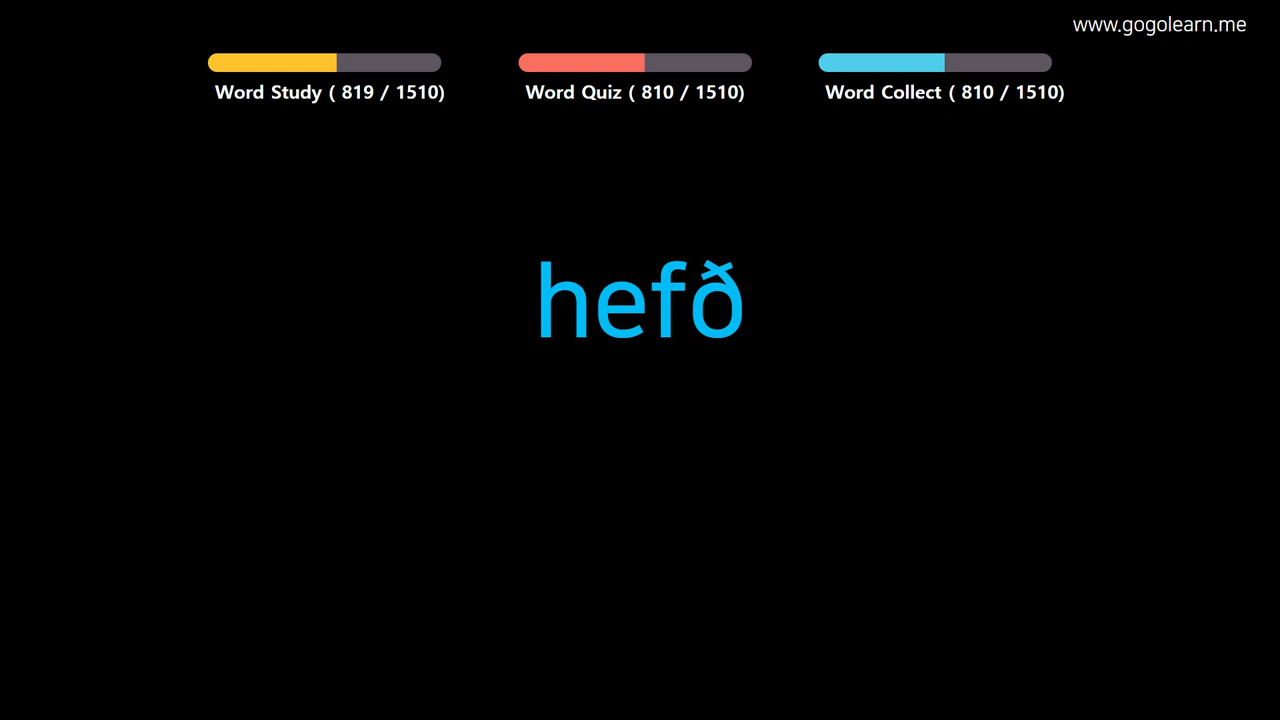 www.gogolearn.me
Word Study ( 819 / 1510)
Word Quiz ( 810 / 1510)
Word Collect ( 810 / 1510)
hefð